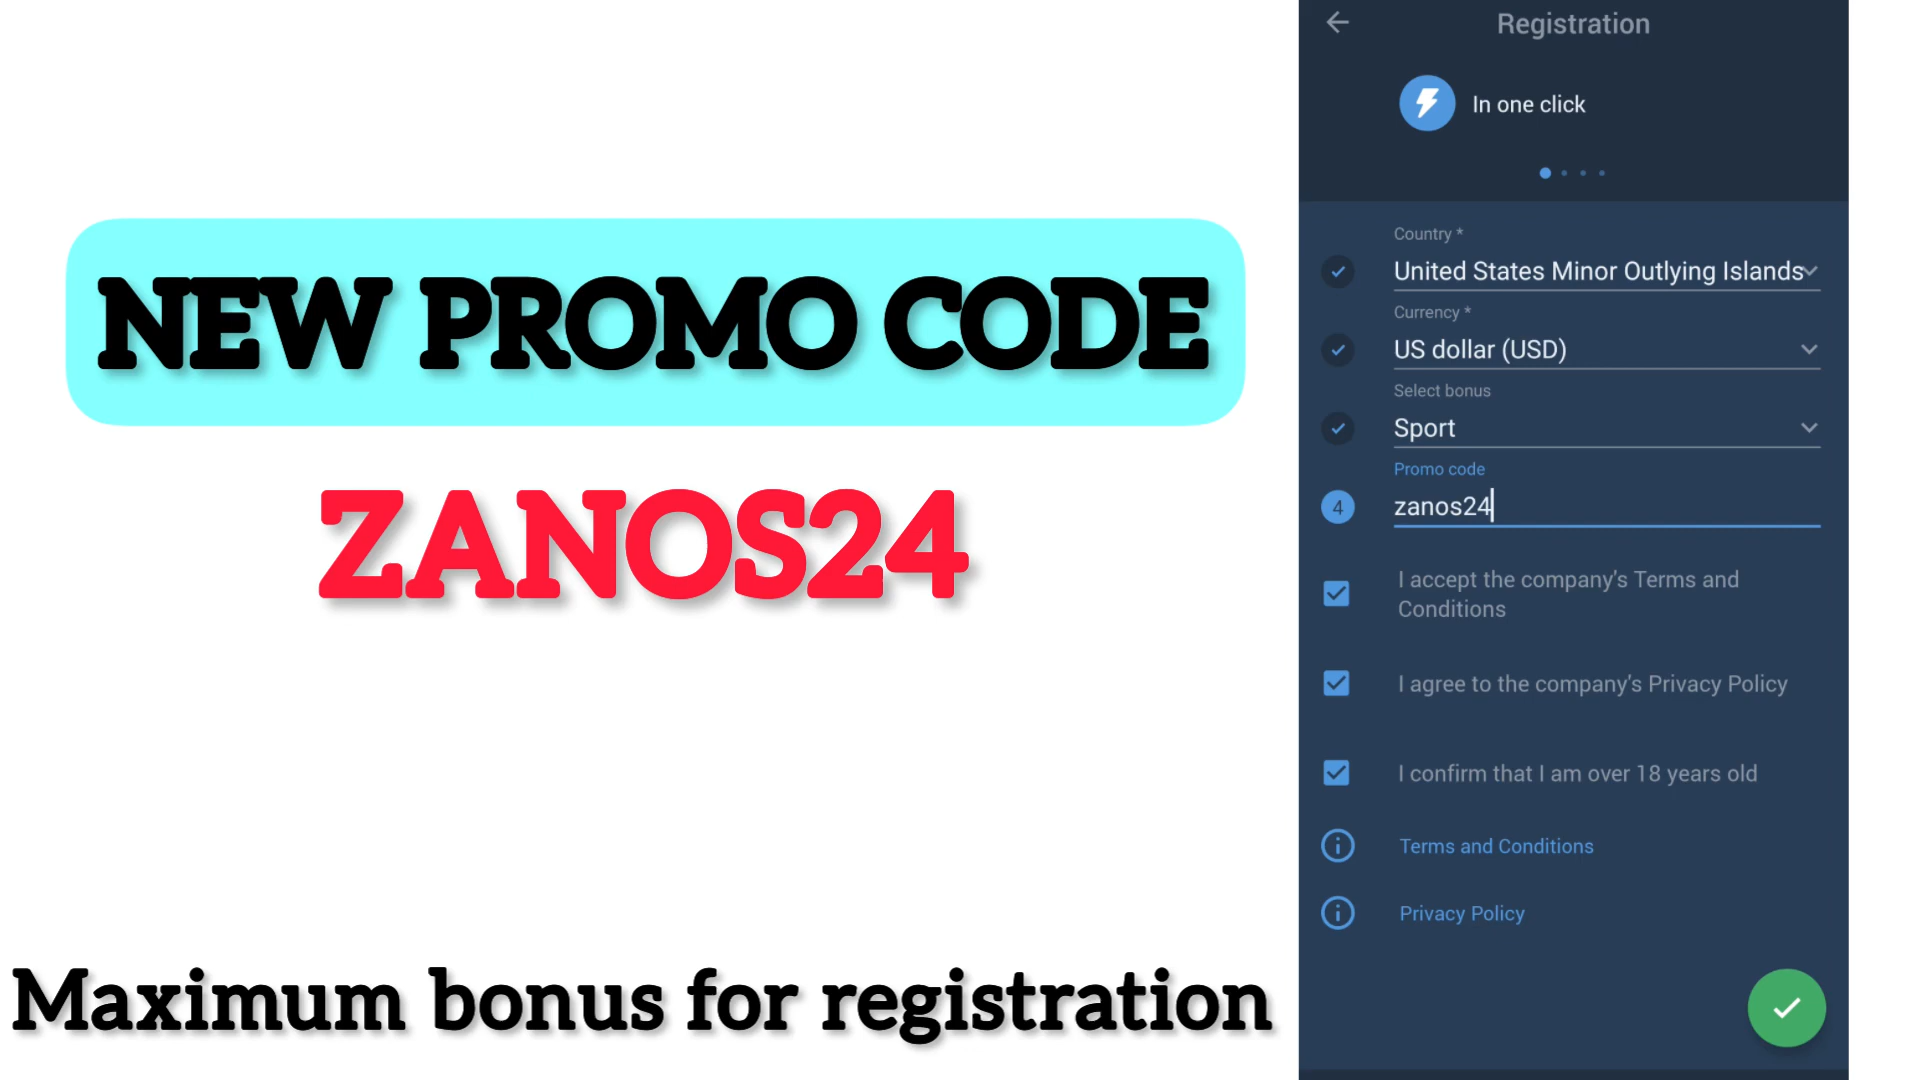 NEW PROMO CODE
ZANOS24
Maximum bonus for registration
Registration
In one click
Country *
United States Minor Outlying Islands
Currency *
US dollar (USD)
Select bonus
Sport
Promo code
4
zanos24
I accept the company's Terms and
Conditions
I agree to the company's Privacy Policy
I confirm that I am over 18 years old
Terms and Conditions
Privacy Policy